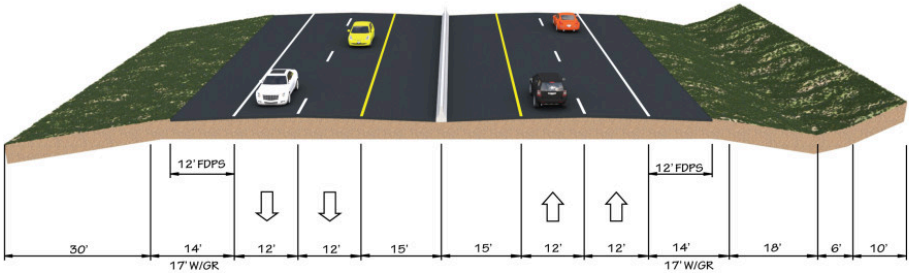 12' FDPS 12' FDPS
30' 14' 12' 12' 15' 15' 12' 12' 14' 18' 6' 10'
17' W/GR 17' W/GR